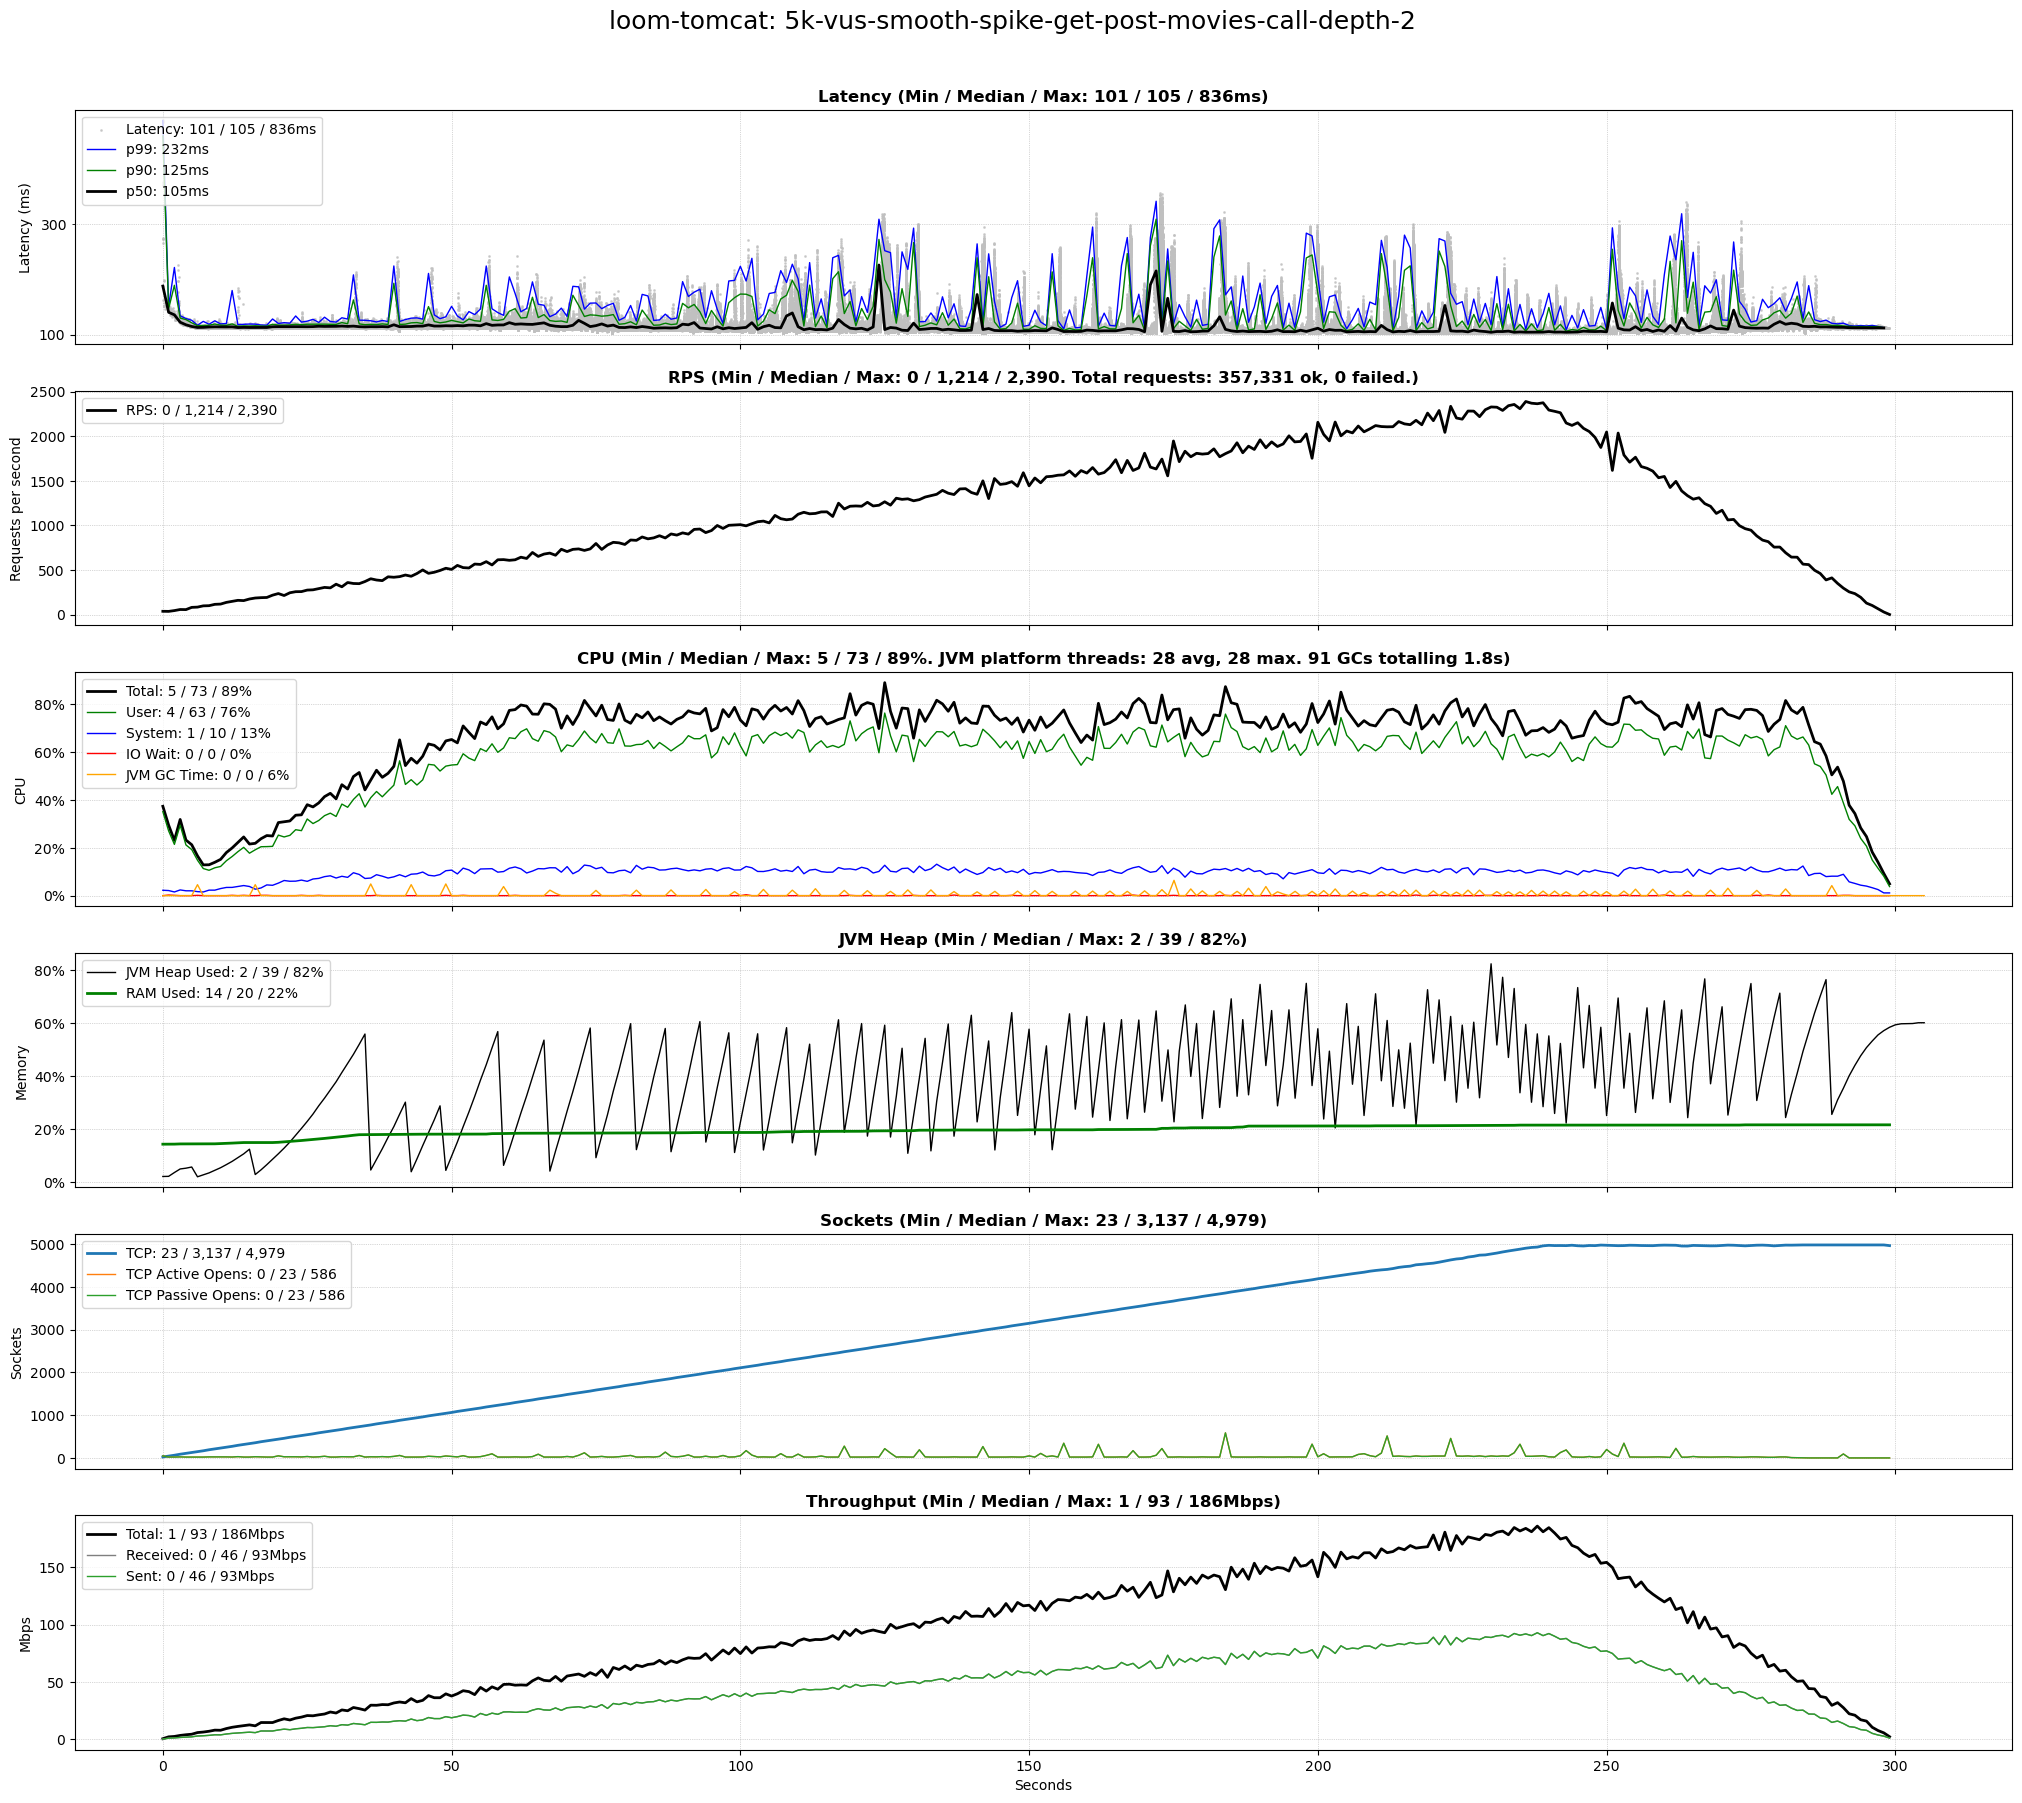 loom-tomcat: 5k-vus-smooth-spike-get-post-movies-call-depth-2
Latency (Min / Median / Max: 101 / 105 / 836ms)
Latency: 101 / 105 / 836ms
p99: 232ms
p90: 125ms
p50: 105ms
Latency (ms)
300
100
RPS (Min / Median / Max: 0 / 1,214 / 2,390. Total requests: 357,331 ok, 0 failed.)
RPS: 0 / 1,214 / 2,390
Requests per second
2500
2000
1500
1000
500
0
CPU (Min / Median / Max: 5 / 73 / 89%. JVM platform threads: 28 avg, 28 max. 91 GCs totalling 1.8s)
Total: 5 / 73 / 89%
User: 4 / 63 / 76%
System: 1 / 10 / 13%
IO Wait: 0 / 0 / 0%
JVM GC Time: 0 / 0 / 6%
CPU
80%
60%
40%
20%
0%
JVM Heap (Min / Median / Max: 2 / 39 / 82%)
JVM Heap Used: 2 / 39 / 82%
RAM Used: 14 / 20 / 22%
Memory
80%
60%
40%
20%
0%
Sockets (Min / Median / Max: 23 / 3,137 / 4,979)
TCP: 23 / 3,137 / 4,979
TCP Active Opens: 0 / 23 / 586
TCP Passive Opens: 0 / 23 / 586
Sockets
5000
4000
3000
2000
1000
0
Throughput (Min / Median / Max: 1 / 93 / 186Mbps)
Total: 1 / 93 / 186Mbps
Received: 0 / 46 / 93Mbps
Sent: 0 / 46 / 93Mbps
Mbps
150
100
50
0
0 50 100 150 200 250 300
Seconds